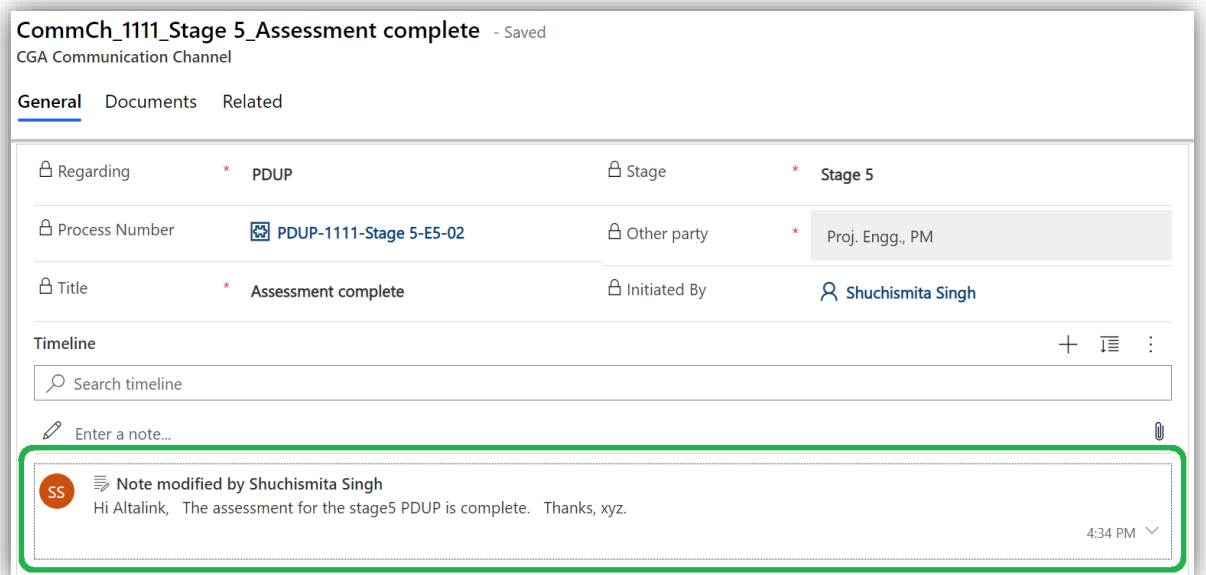 CommCh_1111_Stage 5_Assessment complete - Saved
CGA Communication Channel
General Documents Related
Regarding * PDUP
Stage * Stage 5
Process Number PDUP-1111-Stage 5-E5-02
Other party * Proj. Engg., PM
Title * Assessment complete
Initiated By Shuchismita Singh
Timeline
Search timeline
Enter a note...
SS
Note modified by Shuchismita Singh
Hi Altalink, The assessment for the stage5 PDUP is complete. Thanks, xyz.
4:34 PM